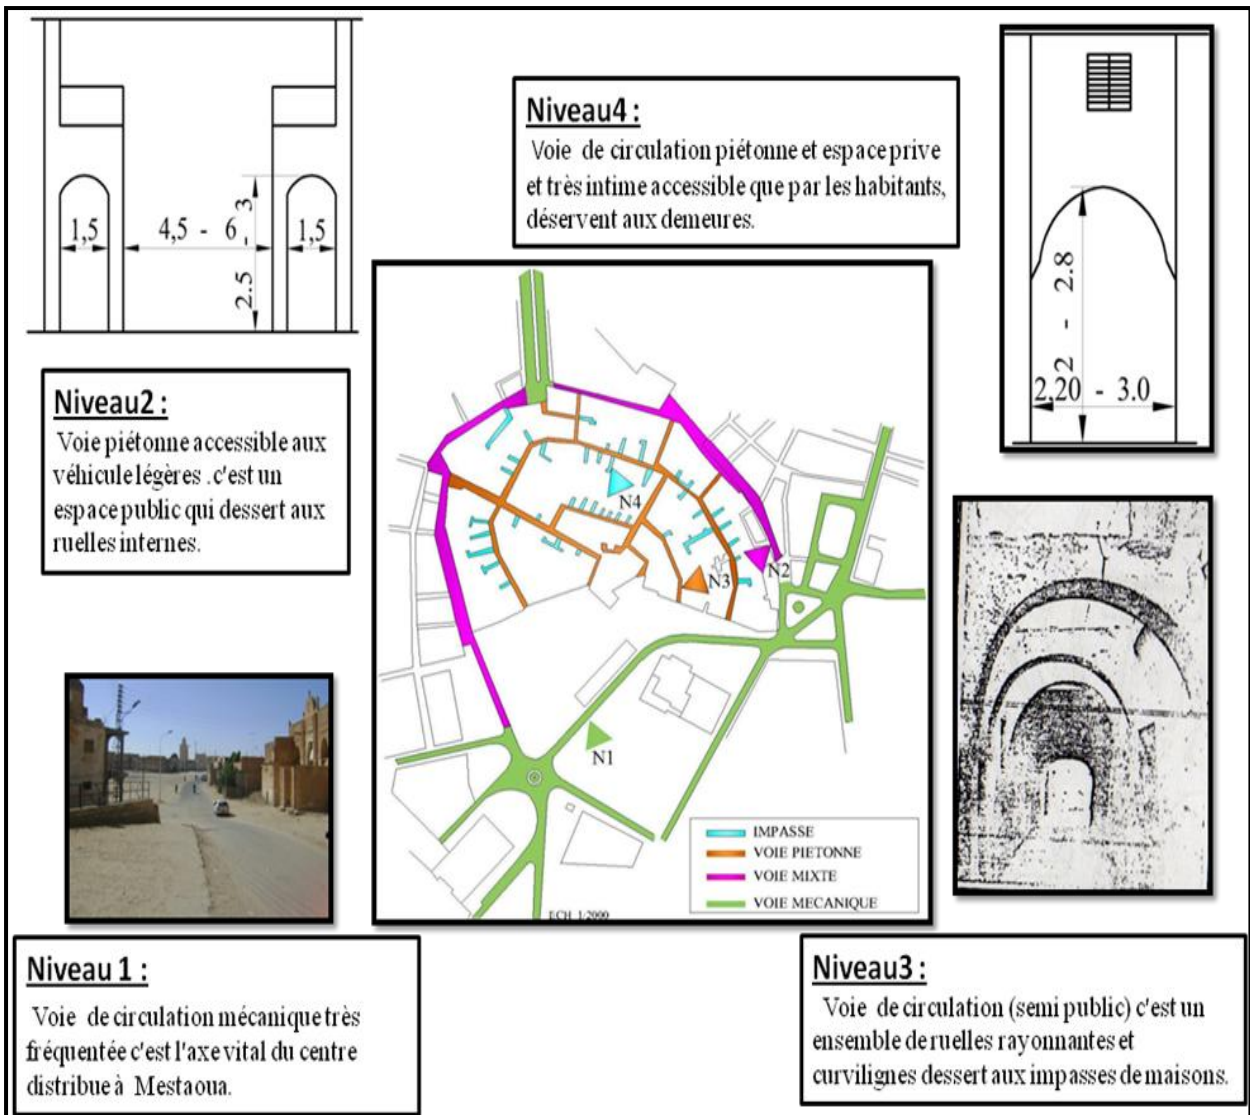 1,5
4,5 - 6
1,5
2.5 - 3
Niveau4 :
Voie de circulation piétonne et espace prive
et très intime accessible que par les habitants,
déservent aux demeures.
2 - 2.8
2,20 - 3.0
Niveau2 :
Voie piétonne accessible aux
véhicule légères .c'est un
espace public qui dessert aux
ruelles internes.
N4
N3
N2
N1
IMPASSE
VOIE PIETONNE
VOIE MIXTE
VOIE MECANIQUE
ECH 1/2000
Niveau 1 :
Voie de circulation mécanique très
fréquentée c'est l'axe vital du centre
distribue à Mestaoua.
Niveau3 :
Voie de circulation (semi public) c'est un
ensemble de ruelles rayonnantes et
curvilignes dessert aux impasses de maisons.